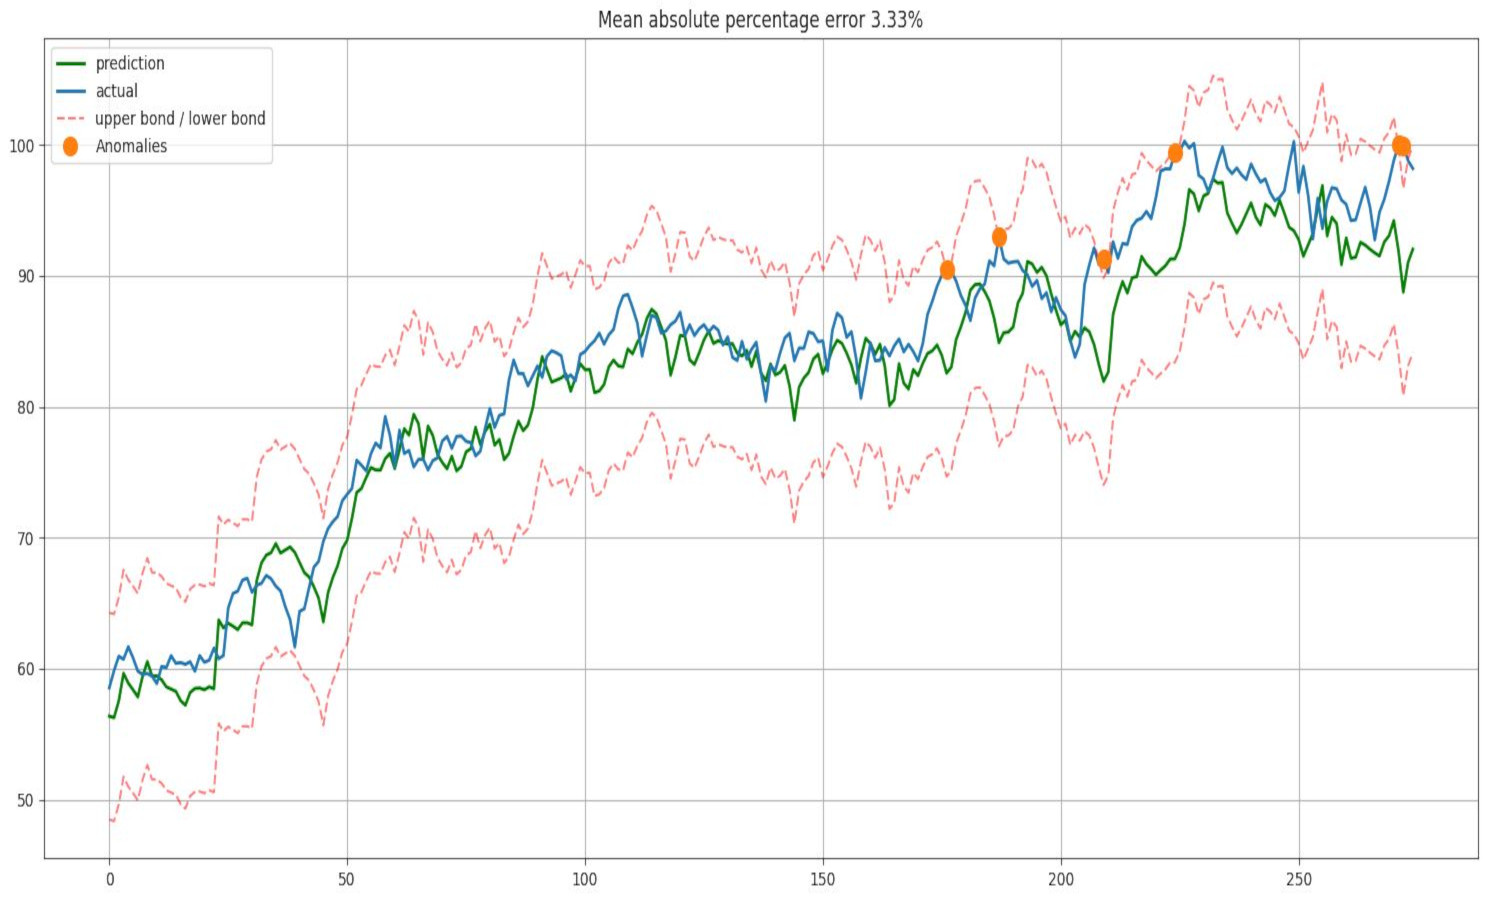 Mean absolute percentage error 3.33%
prediction
actual
upper bond / lower bond
Anomalies
100
90
80
70
60
50
0 50 100 150 200 250